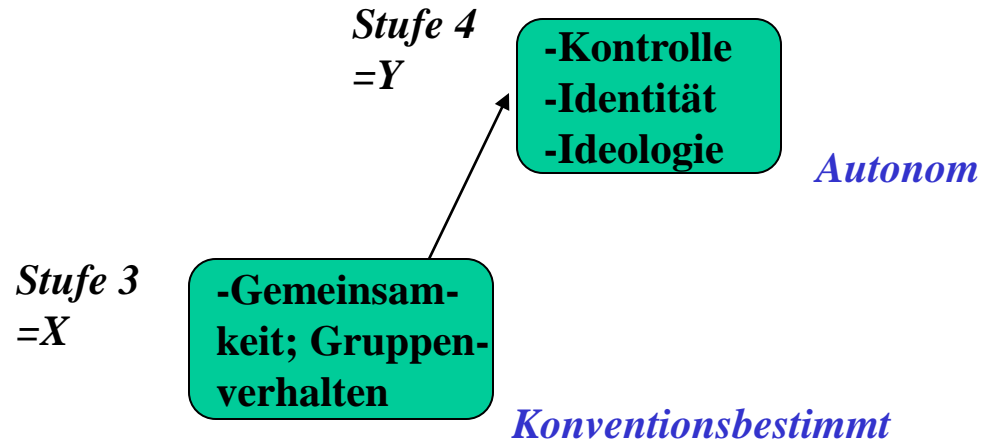 Stufe 4
=Y
-Kontrolle
-Identität
-Ideologie
Autonom
Stufe 3
=X
-Gemeinsam-
keit; Gruppen-
verhalten
Konventionsbestimmt